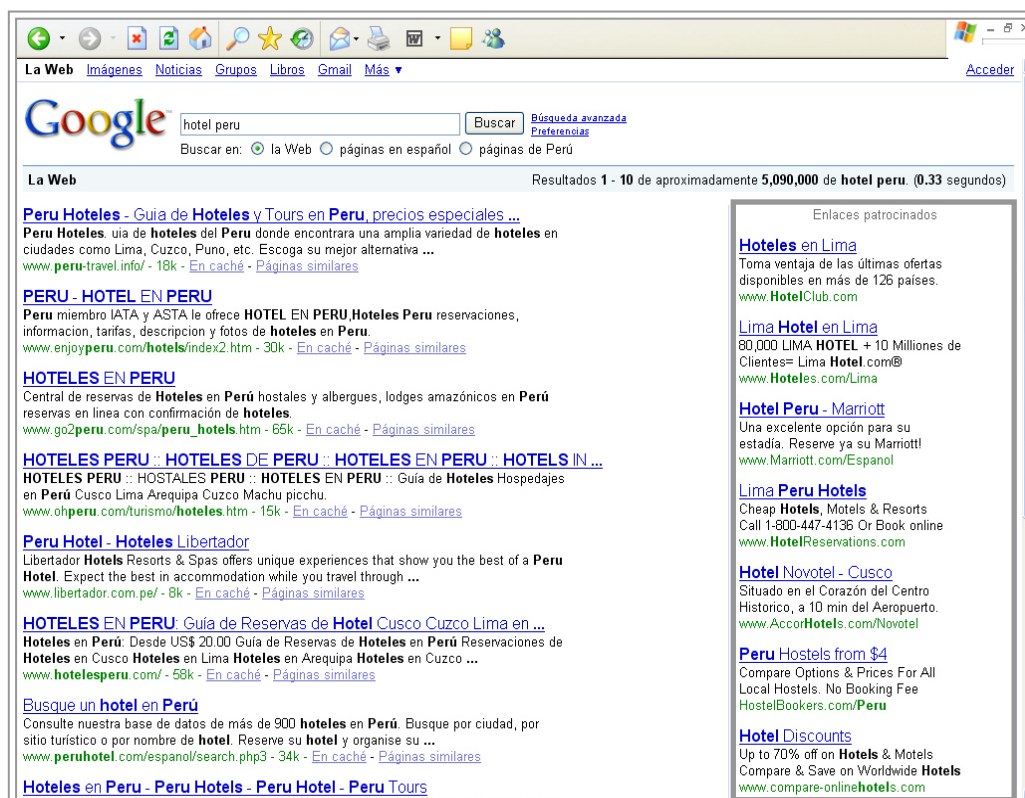 La Web Imágenes Noticias Grupos Libros Gmail Más ▼ Acceder
Google
hotel peru Buscar Búsqueda avanzada
Preferencias
Buscar en: la Web páginas en español páginas de Perú
La Web Resultados 1 - 10 de aproximadamente 5,090,000 de hotel peru. (0.33 segundos)
Peru Hoteles - Guia de Hoteles y Tours en Peru, precios especiales ...
Peru Hoteles. uia de hoteles del Peru donde encontrara una amplia variedad de hoteles en
ciudades como Lima, Cuzco, Puno, etc. Escoga su mejor alternativa ...
www.peru-travel.info/ - 18k - En caché - Páginas similares
PERU - HOTEL EN PERU
Peru miembro IATA y ASTA le ofrece HOTEL EN PERU,Hoteles Peru reservaciones,
informacion, tarifas, descripcion y fotos de hoteles en Peru.
www.enjoyperu.com/hotels/index2.htm - 30k - En caché - Páginas similares
HOTELES EN PERU
Central de reservas de Hoteles en Perú hostales y albergues, lodges amazónicos en Perú
reservas en linea con confirmación de hoteles.
www.go2peru.com/spa/peru_hotels.htm - 65k - En caché - Páginas similares
HOTELES PERU :: HOTELES DE PERU :: HOTELES EN PERU :: HOTELS IN ...
HOTELES PERU :: HOSTALES PERU :: HOTELES EN PERU :: Guía de Hoteles Hospedajes
en Perú Cusco Lima Arequipa Cuzco Machu picchu.
www.ohperu.com/turismo/hoteles.htm - 15k - En caché - Páginas similares
Peru Hotel - Hoteles Libertador
Libertador Hotels Resorts & Spas offers unique experiences that show you the best of a Peru
Hotel. Expect the best in accommodation while you travel through ...
www.libertador.com.pe/ - 8k - En caché - Páginas similares
HOTELES EN PERU: Guía de Reservas de Hotel Cusco Cuzco Lima en ...
Hoteles en Perú: Desde US$ 20.00 Guía de Reservas de Hoteles en Perú Reservaciones de
Hoteles en Cusco Hoteles en Lima Hoteles en Arequipa Hoteles en Cuzco ...
www.hotelesperu.com/ - 58k - En caché - Páginas similares
Busque un hotel en Perú
Consulte nuestra base de datos de más de 900 hoteles en Perú. Busque por ciudad, por
sitio turístico o por nombre de hotel. Reserve su hotel y organise su ...
www.peruhotel.com/espanol/search.php3 - 34k - En caché - Páginas similares
Hoteles en Peru - Peru Hotels - Peru Hotel - Peru Tours
Enlaces patrocinados
Hoteles en Lima
Toma ventaja de las últimas ofertas
disponibles en más de 126 países.
www.HotelClub.com
Lima Hotel en Lima
80,000 LIMA HOTEL + 10 Milliones de
Clientes= Lima Hotel.com®
www.Hoteles.com/Lima
Hotel Peru - Marriott
Una excelente opción para su
estadía. Reserve ya su Marriott!
www.Marriott.com/Espanol
Lima Peru Hotels
Cheap Hotels, Motels & Resorts
Call 1-800-447-4136 Or Book online
www.HotelReservations.com
Hotel Novotel - Cusco
Situado en el Corazón del Centro
Historico, a 10 min del Aeropuerto.
www.AccorHotels.com/Novotel
Peru Hostels from $4
Compare Options & Prices For All
Local Hostels. No Booking Fee
HostelBookers.com/Peru
Hotel Discounts
Up to 70% off on Hotels & Motels
Compare & Save on Worldwide Hotels
www.compare-onlinehotels.com